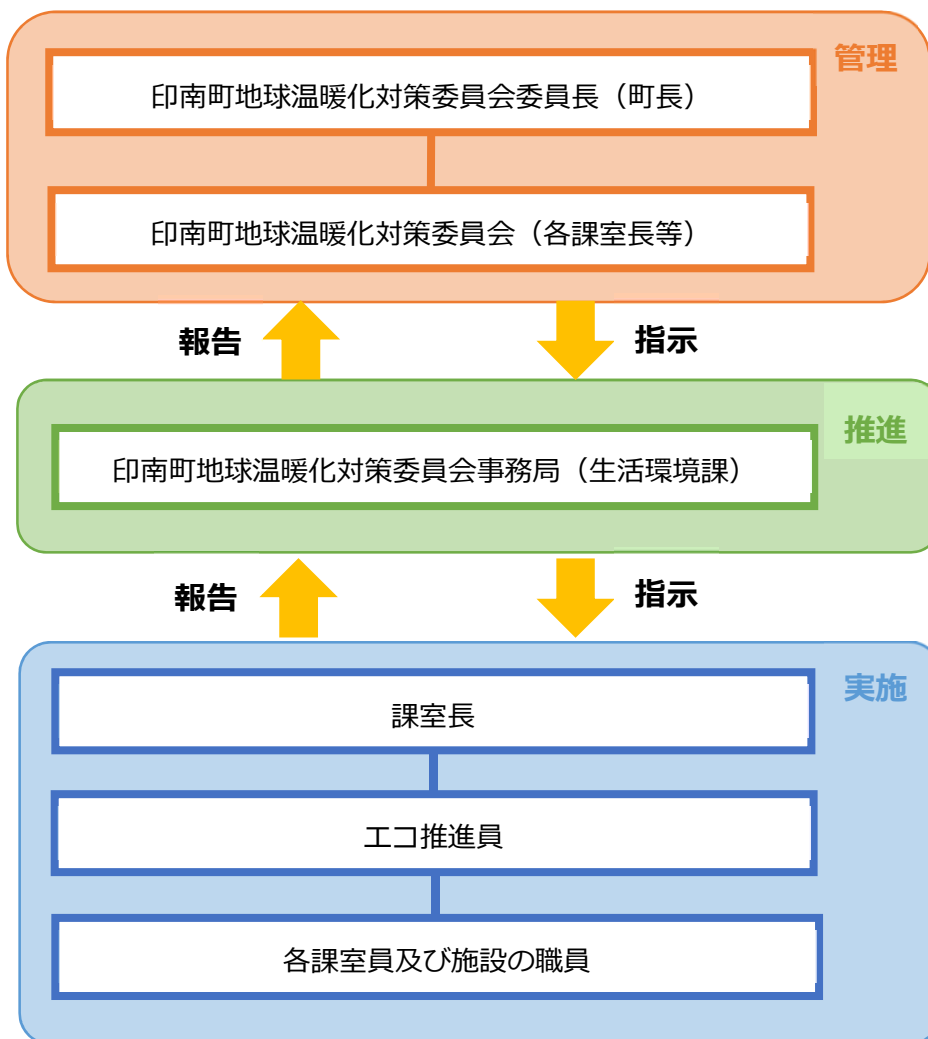 管理
印南町地球温暖化対策委員会委員長（町長）
印南町地球温暖化対策委員会（各課室長等）
報告
指示
推進
印南町地球温暖化対策委員会事務局（生活環境課）
報告
指示
実施
課室長
エコ推進員
各課室員及び施設の職員